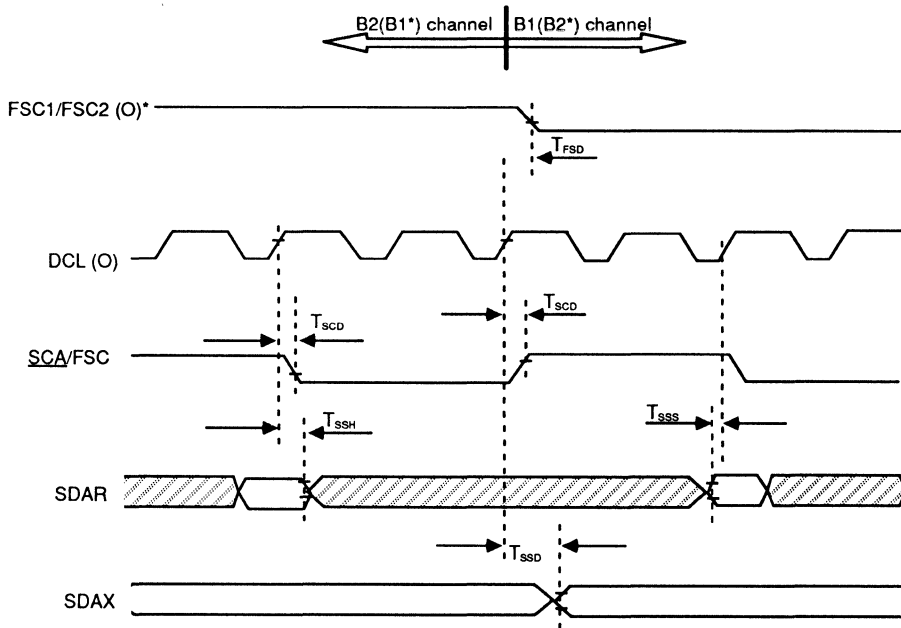 B2(B1*) channel B1(B2*) channel
FSC1/FSC2 (O)*
TFSD
DCL (O)
TSCD TSCD
SCA/FSC
TSSH TSSS
SDAR
TSSD
SDAX